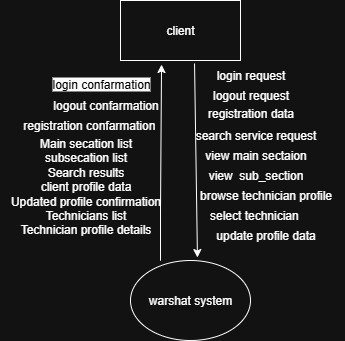 client
login confarmation
logout confarmation
registration confarmation
Main secation list
subsecation list
Search results
client profile data
Updated profile confirmation
Technicians list
Technician profile details
login request
logout request
registration data
search service request
view main sectaion
view sub_section
browse technician profile
select technician
update profile data
warshat system